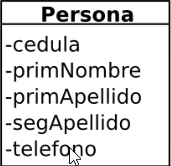 Persona
-cedula
-primNombre
-primApellido
-segApellido
-telefono